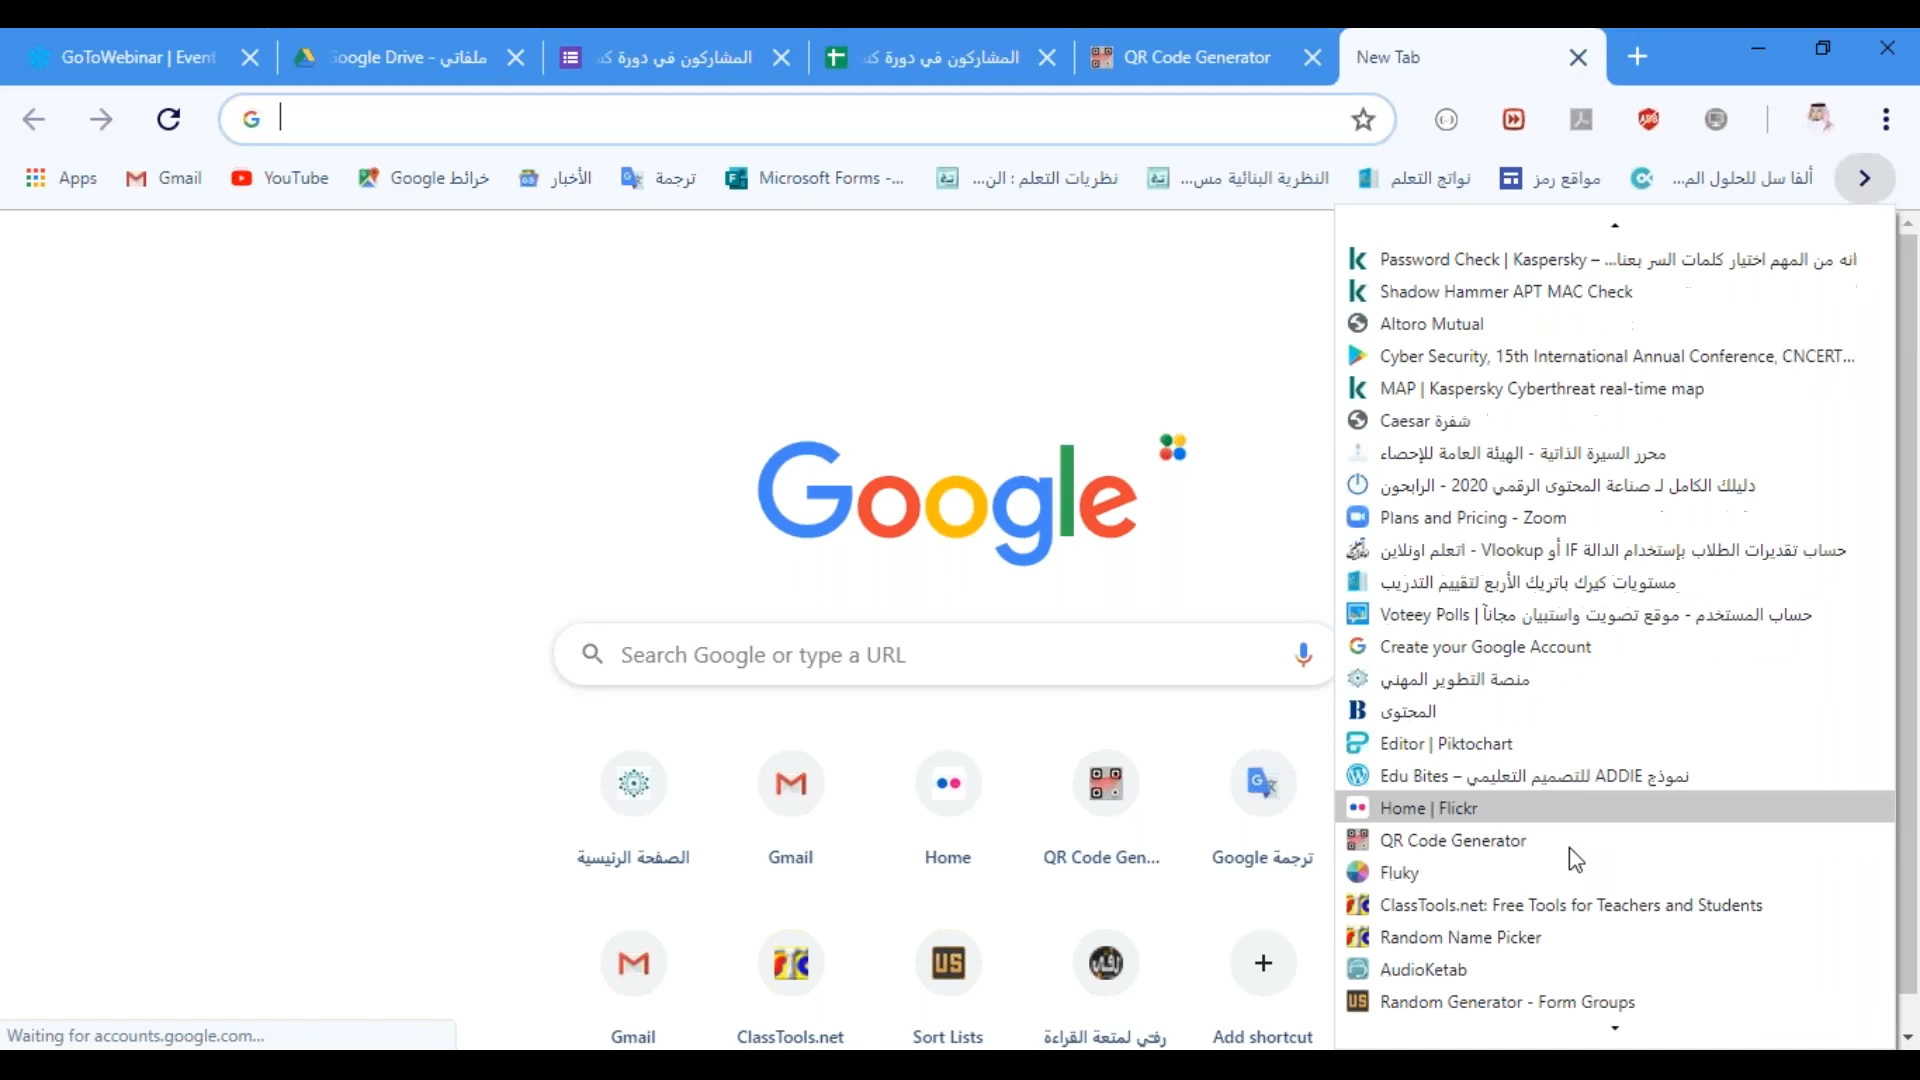 GoToWebinar | Event
Google Drive - ملفاتي
المشاركون في دورة كد
المشاركون في دورة كد
QR Code Generator
New Tab
Apps
Gmail
YouTube
خرائط Google
الأخبار
ترجمة
Microsoft Forms -...
نظريات التعلم : الن...
النظرية البنائية مس...
نواتج التعلم
مواقع رمز
ألفا سل للحلول الم...
Password Check | Kaspersky – ...انه من المهم اختيار كلمات السر بعنا
Shadow Hammer APT MAC Check
Altoro Mutual
Cyber Security, 15th International Annual Conference, CNCERT...
MAP | Kaspersky Cyberthreat real-time map
Caesar شفرة
محرر السيرة الذاتية - الهيئة العامة للإحصاء
دليلك الكامل لـ صناعة المحتوى الرقمي 2020 - الرابحون
Plans and Pricing - Zoom
حساب تقديرات الطلاب بإستخدام الدالة IF أو Vlookup - اتعلم اونلاين
مستويات كيرك باتريك الأربع لتقييم التدريب
Voteey Polls | حساب المستخدم - موقع تصويت واستبيان مجاناً
Create your Google Account
منصة التطوير المهني
المحتوى
Editor | Piktochart
Edu Bites – نموذج ADDIE للتصميم التعليمي
Home | Flickr
QR Code Generator
Fluky
ClassTools.net: Free Tools for Teachers and Students
Random Name Picker
AudioKetab
Random Generator - Form Groups
Google
Search Google or type a URL
الصفحة الرئيسية
Gmail
Home
QR Code Gen...
ترجمة Google
Gmail
ClassTools.net
Sort Lists
رقي لمتعة القراءة
Add shortcut
Waiting for accounts.google.com...